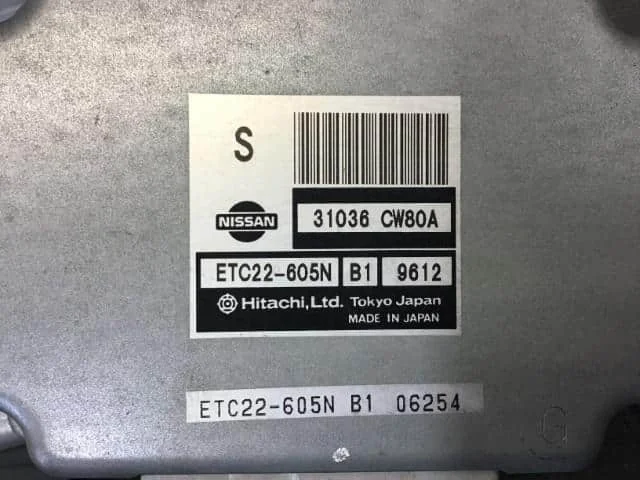 S
NISSAN
31036 CW80A
ETC22-605N B1 9612
Hitachi,Ltd. Tokyo Japan
MADE IN JAPAN
ETC22-605N B1 06254
G